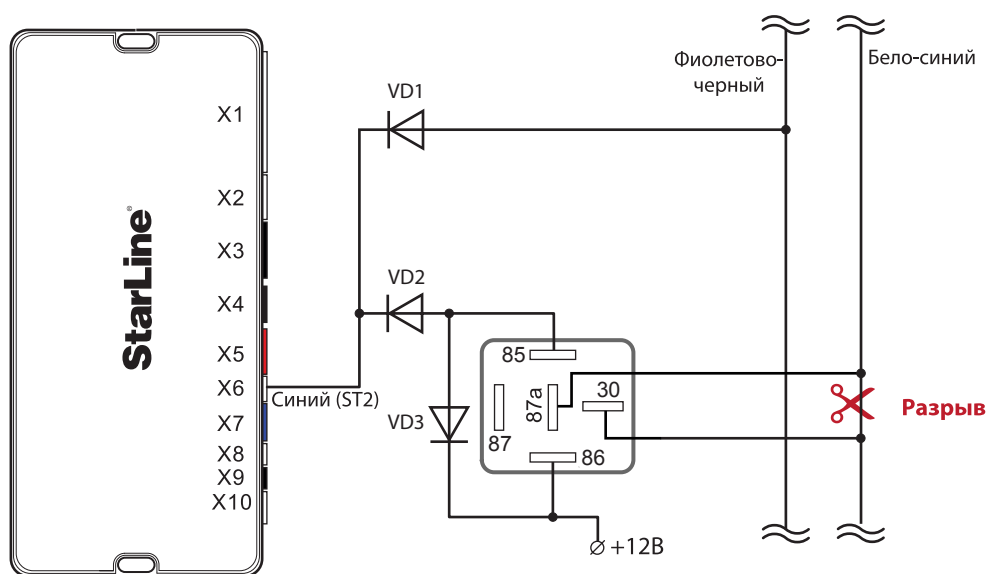 StarLine®
X1
X2
X3
X4
X5
X6
X7
X8
X9
X10
Синий (ST2)
VD1
VD2
VD3
85
87
87a
30
86
+12В
Фиолетово-
черный
Бело-синий
Разрыв